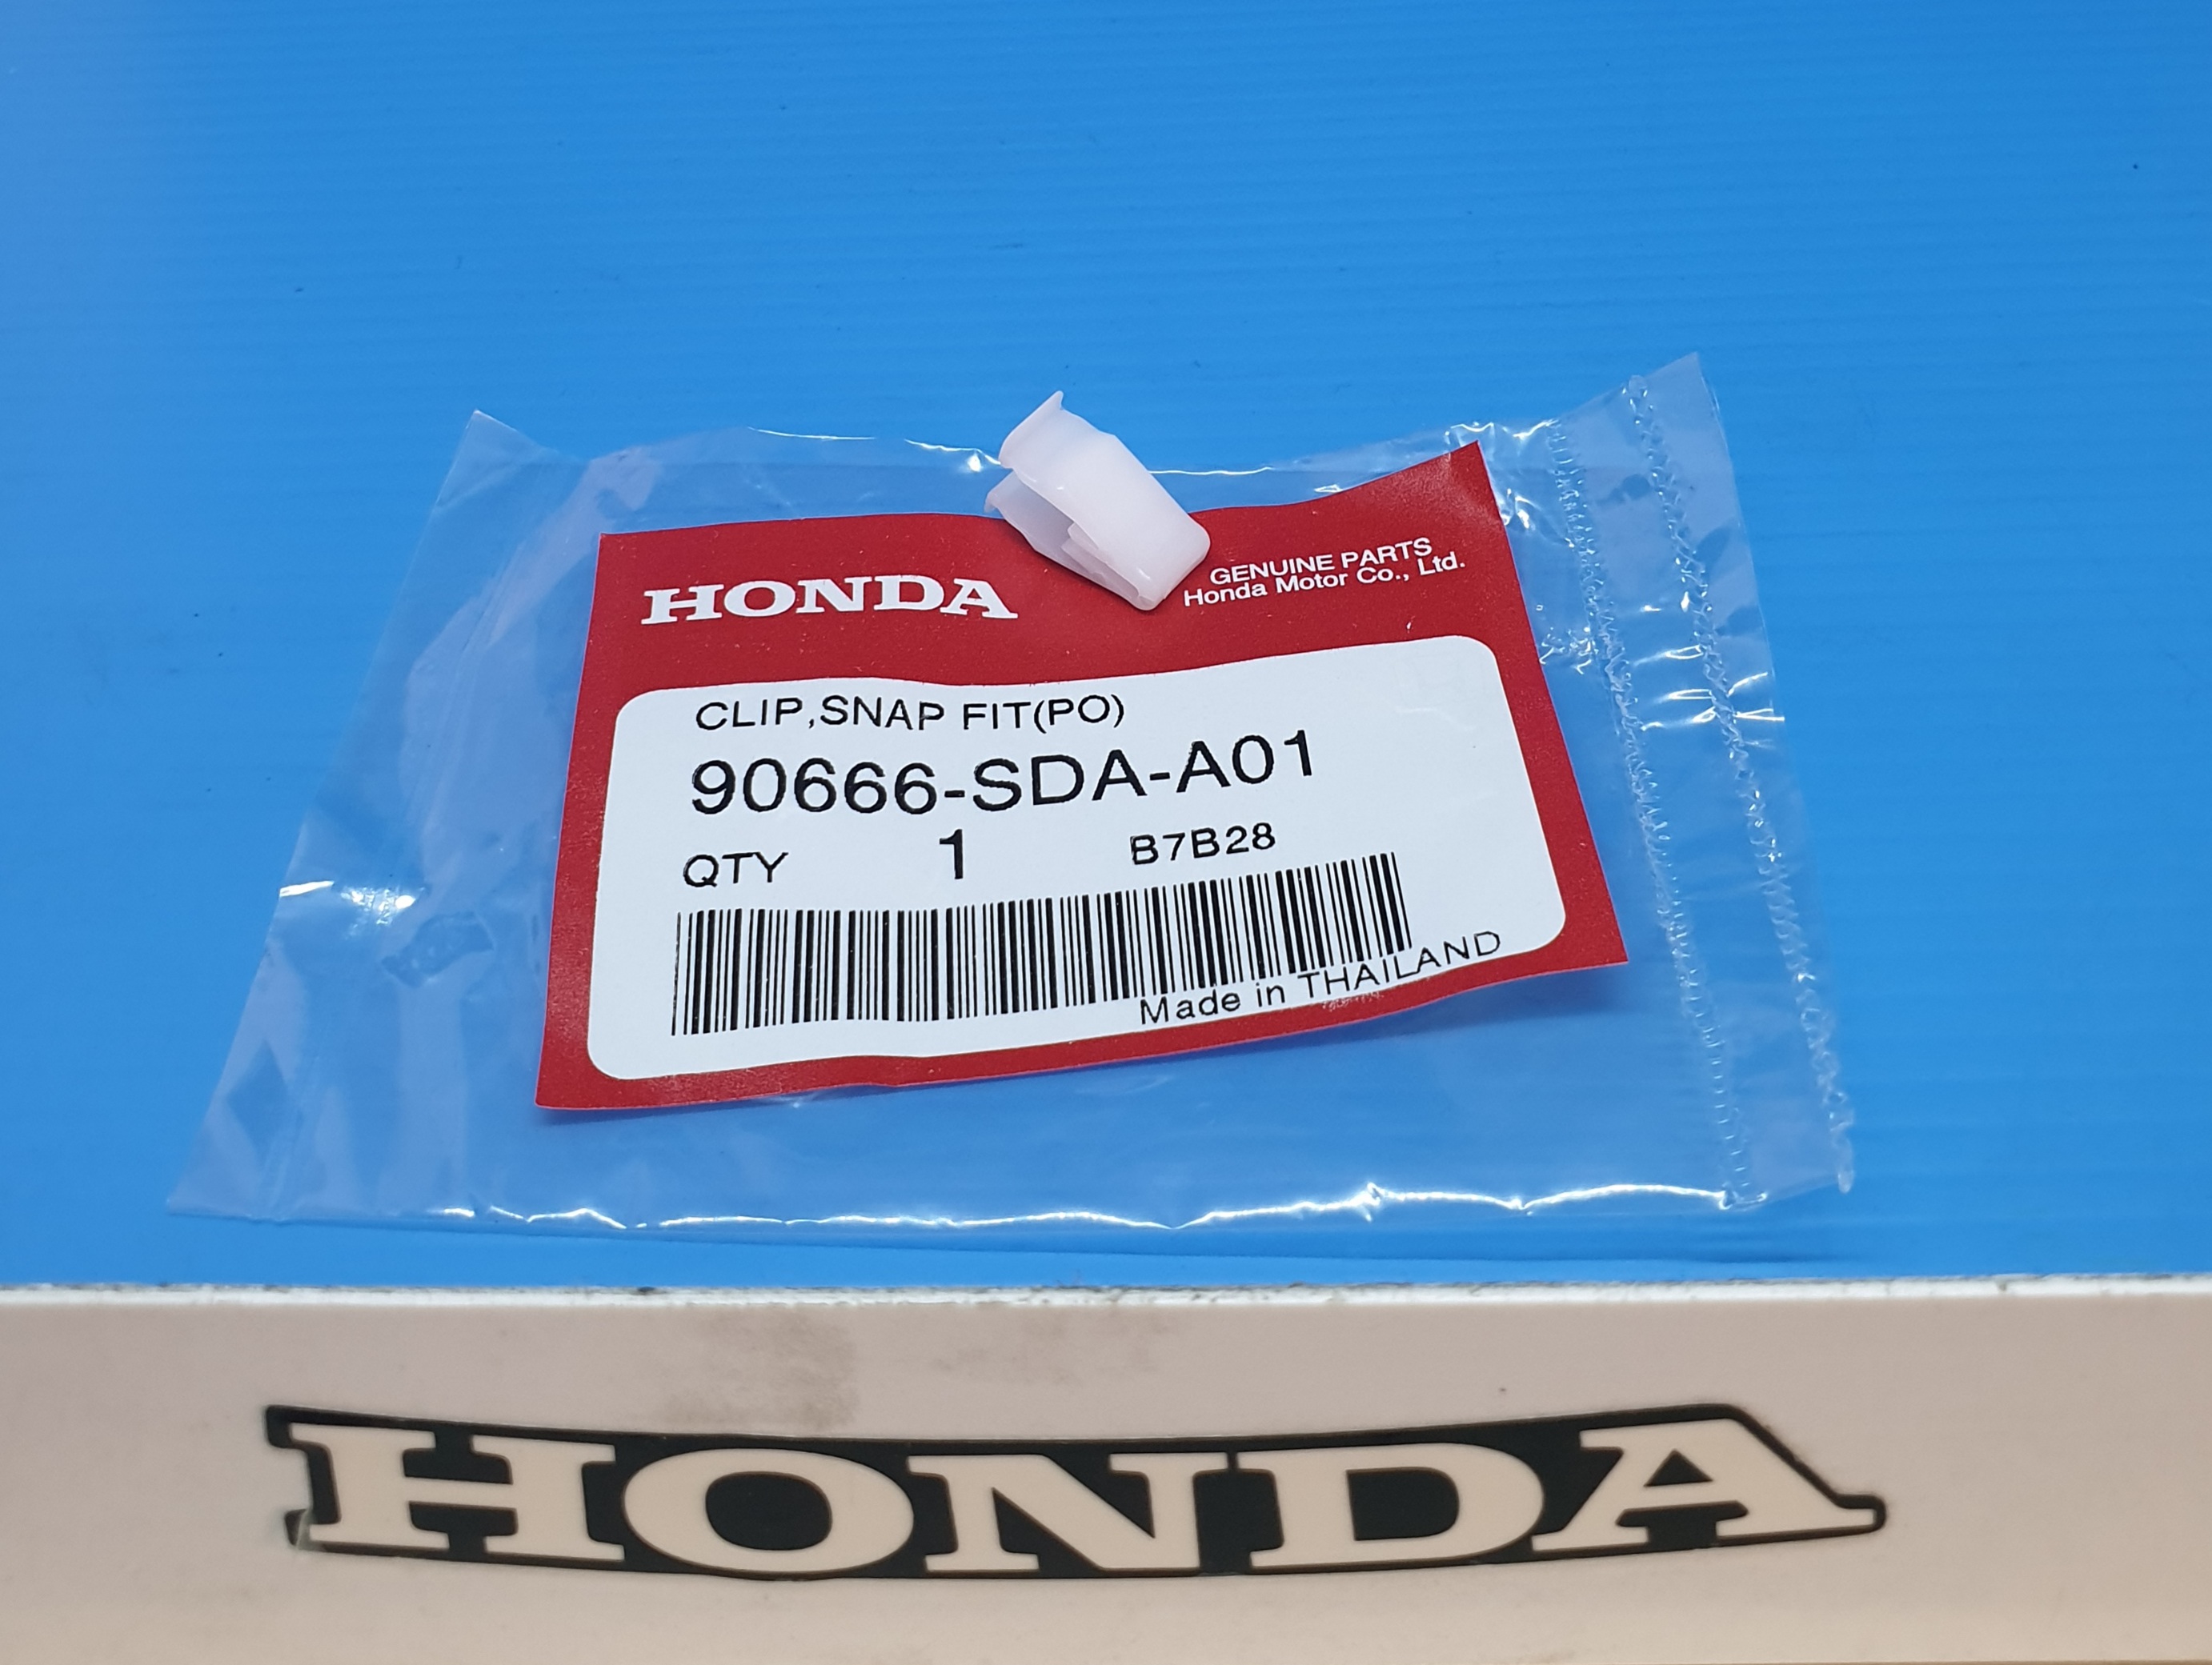 HONDA
GENUINE PARTS
Honda Motor Co., Ltd.
CLIP,SNAP FIT(PO)
90666-SDA-A01
QTY 1 B7B28
Made in THAILAND
HONDA